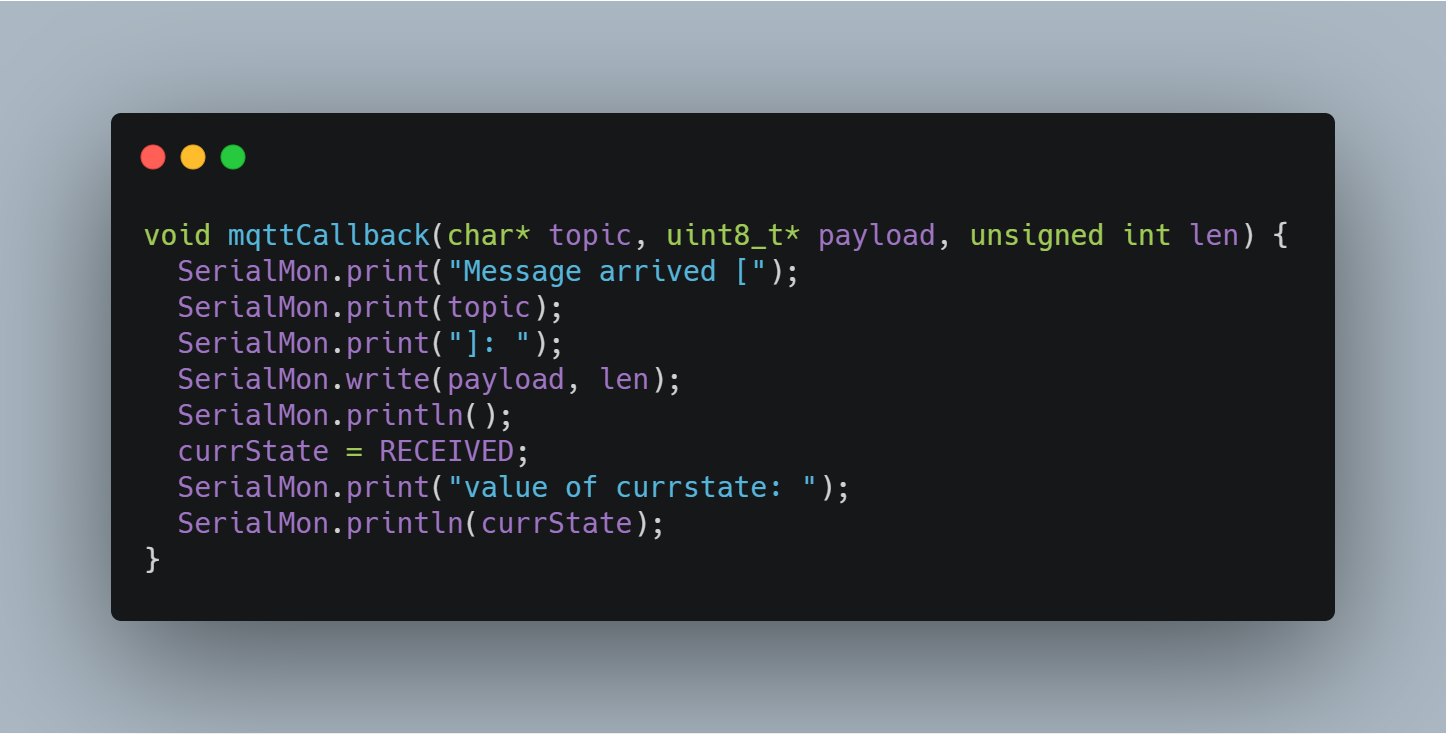 void mqttCallback(char* topic, uint8_t* payload, unsigned int len) {
  SerialMon.print("Message arrived [");
  SerialMon.print(topic);
  SerialMon.print("]: ");
  SerialMon.write(payload, len);
  SerialMon.println();
  currState = RECEIVED;
  SerialMon.print("value of currstate: ");
  SerialMon.println(currState);
}